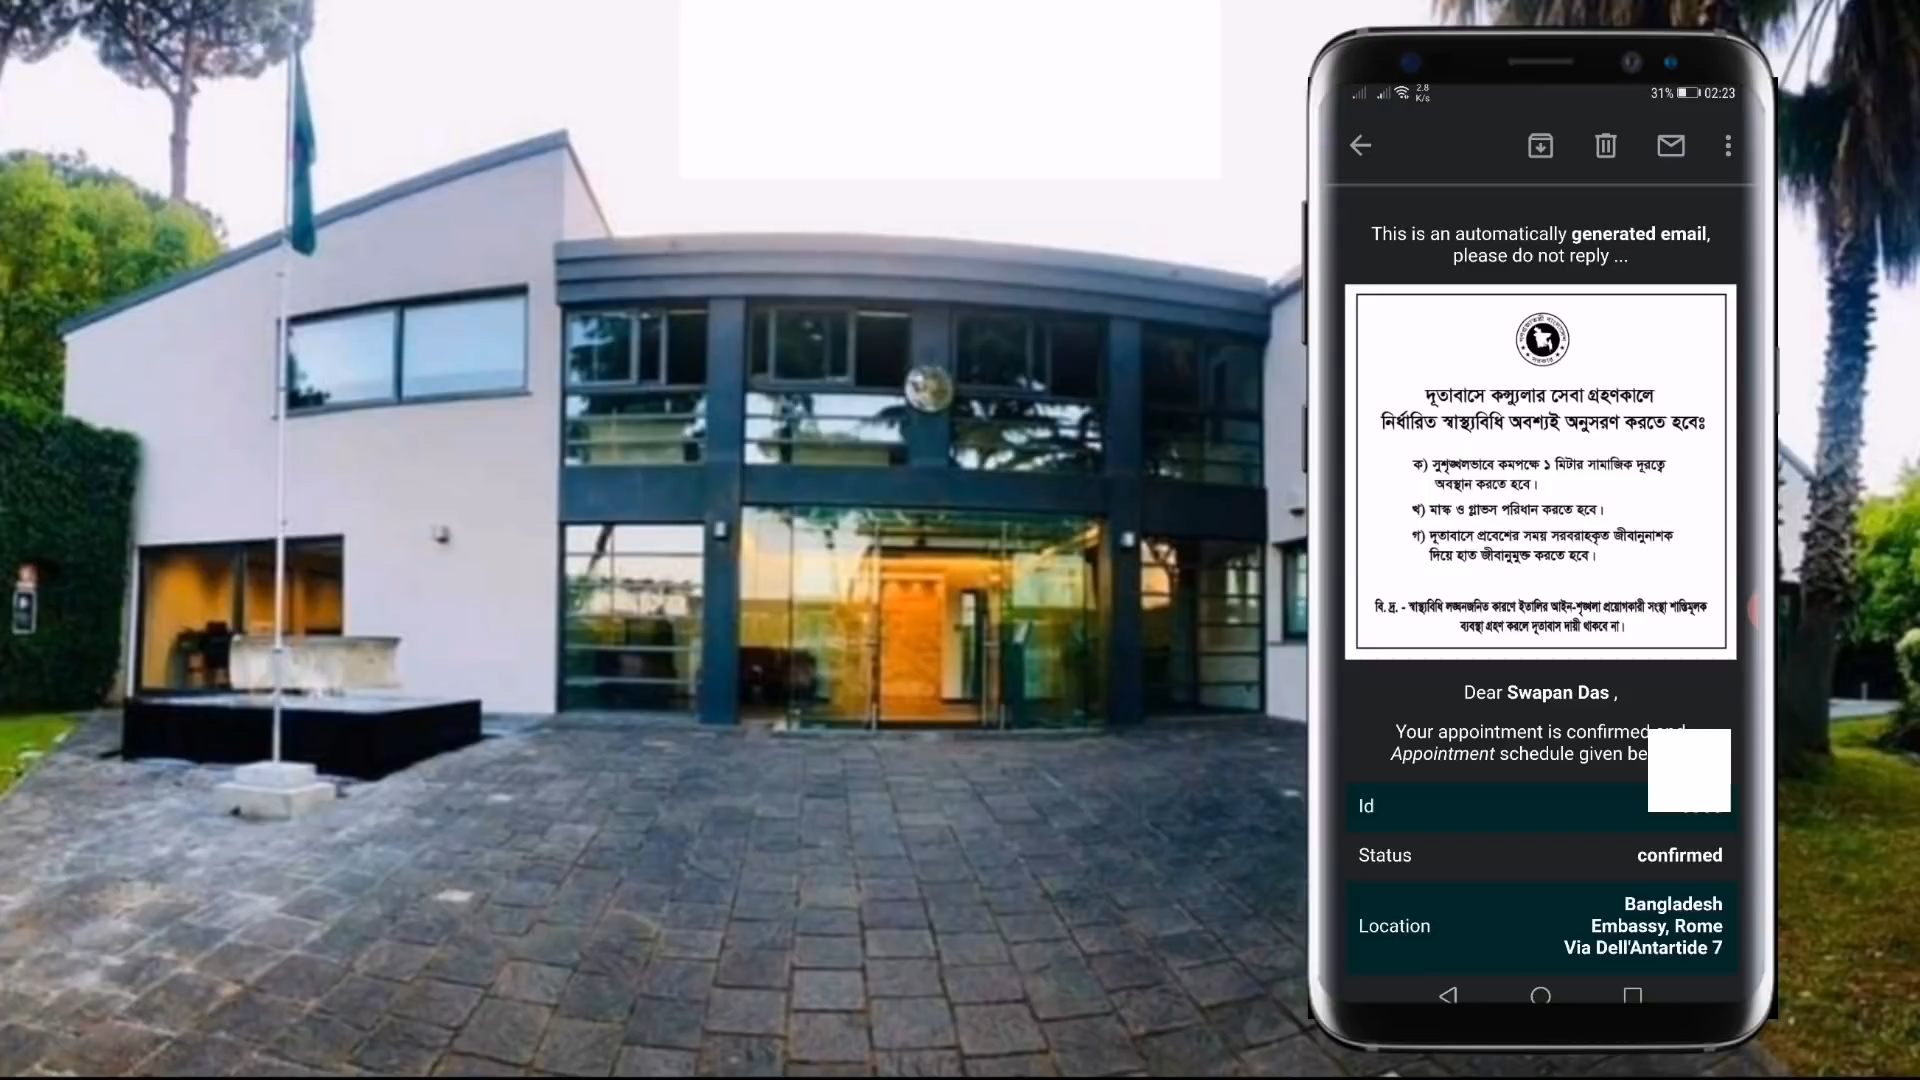 2.8
K/s
31%
02:23
This is an automatically generated email,
please do not reply ...
দূতাবাসে কন্স্যুলার সেবা গ্রহণকালে
নির্ধারিত স্বাস্থ্যবিধি অবশ্যই অনুসরণ করতে হবেঃ
ক) সুশৃঙ্খলভাবে কমপক্ষে ১ মিটার সামাজিক দূরত্বে
অবস্থান করতে হবে।
খ) মাস্ক ও গ্লাভস পরিধান করতে হবে।
গ) দূতাবাসে প্রবেশের সময় সরবরাহকৃত জীবানুনাশক
দিয়ে হাত জীবানুমুক্ত করতে হবে।
বি. দ্র. - স্বাস্থ্যবিধি লঙ্ঘনজনিত কারণে ইতালির আইন-শৃঙ্খলা প্রয়োগকারী সংস্থা শাস্তিমূলক
ব্যবস্থা গ্রহণ করলে দূতাবাস দায়ী থাকবে না।
Dear Swapan Das ,
Your appointment is confirmed
Appointment schedule given
Id
Status confirmed
Location Bangladesh
Embassy, Rome
Via Dell'Antartide 7